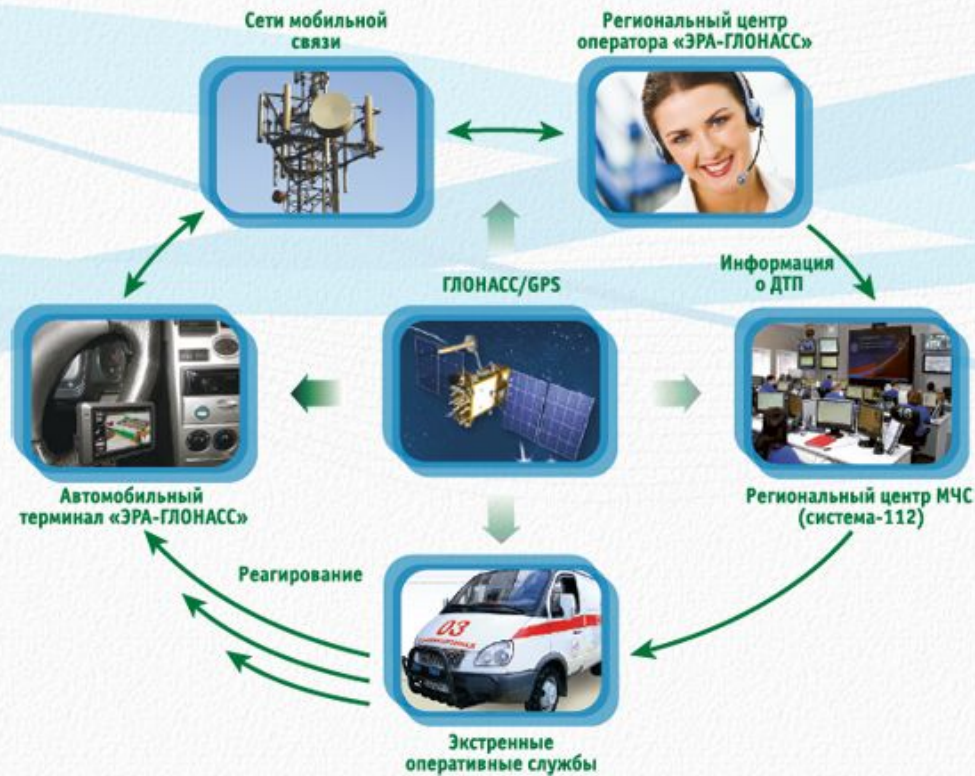 Сети мобильной
связи
Региональный центр
оператора «ЭРА-ГЛОНАСС»
ГЛОНАСС/GPS
Информация
о ДТП
Автомобильный
терминал «ЭРА-ГЛОНАСС»
Региональный центр МЧС
(система-112)
Реагирование
03
Экстренные
оперативные службы